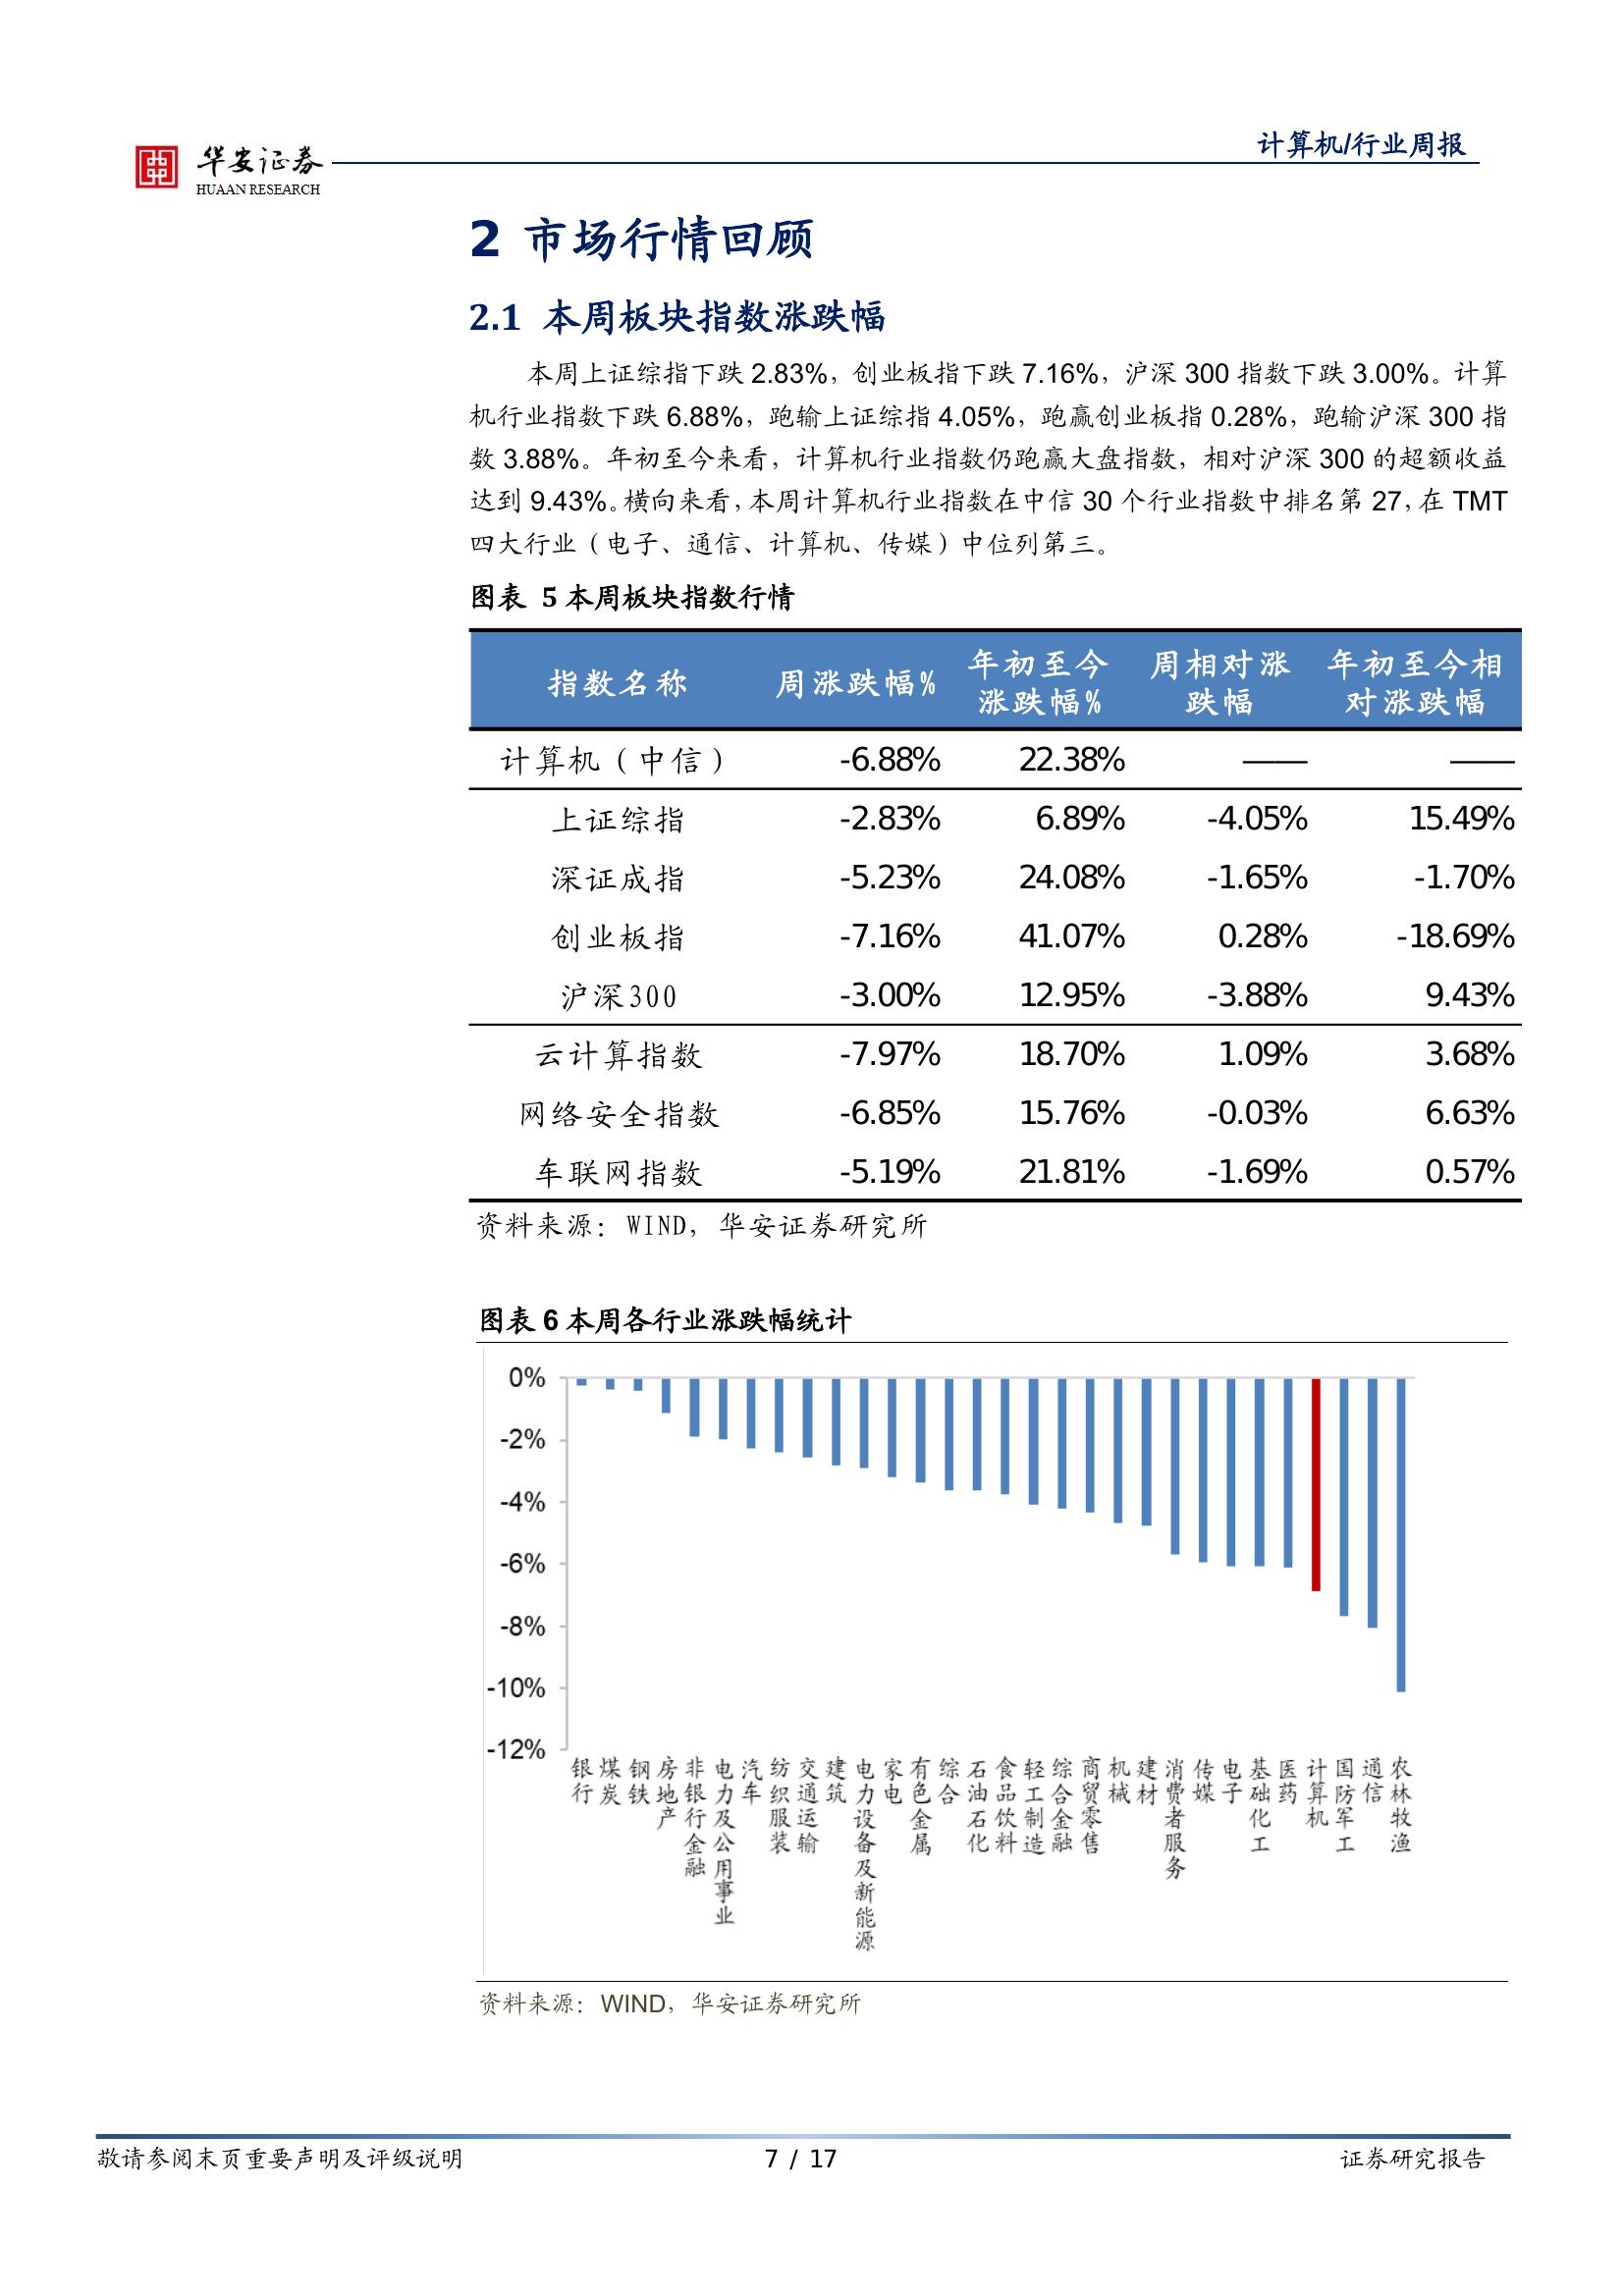 华安证券
HUAAN RESEARCH
计算机/行业周报
2 市场行情回顾
2.1 本周板块指数涨跌幅
本周上证综指下跌 2.83%，创业板指下跌 7.16%，沪深 300 指数下跌 3.00%。计算
机行业指数下跌 6.88%，跑输上证综指 4.05%，跑赢创业板指 0.28%，跑输沪深 300 指
数 3.88%。年初至今来看，计算机行业指数仍跑赢大盘指数，相对沪深 300 的超额收益
达到 9.43%。横向来看，本周计算机行业指数在中信 30 个行业指数中排名第 27，在 TMT
四大行业（电子、通信、计算机、传媒）中位列第三。
图表 5 本周板块指数行情
指数名称 周涨跌幅% 年初至今涨跌幅% 周相对涨跌幅 年初至今相对涨跌幅
计算机（中信） -6.88% 22.38% —— ——
上证综指 -2.83% 6.89% -4.05% 15.49%
深证成指 -5.23% 24.08% -1.65% -1.70%
创业板指 -7.16% 41.07% 0.28% -18.69%
沪深300 -3.00% 12.95% -3.88% 9.43%
云计算指数 -7.97% 18.70% 1.09% 3.68%
网络安全指数 -6.85% 15.76% -0.03% 6.63%
车联网指数 -5.19% 21.81% -1.69% 0.57%
资料来源：WIND，华安证券研究所
图表 6 本周各行业涨跌幅统计
0%
-2%
-4%
-6%
-8%
-10%
-12%
银行
煤炭
钢铁
房地产
非银行金融
电力及公用事业
汽车
纺织服装
交通运输
建筑
电力设备及新能源
家电
有色金属
综合
石油石化
食品饮料
轻工制造
综合金融
商贸零售
机械
建材
消费者服务
传媒
电子
基础化工
医药
计算机
国防军工
通信
农林牧渔
资料来源：WIND，华安证券研究所
敬请参阅末页重要声明及评级说明 7 / 17 证券研究报告